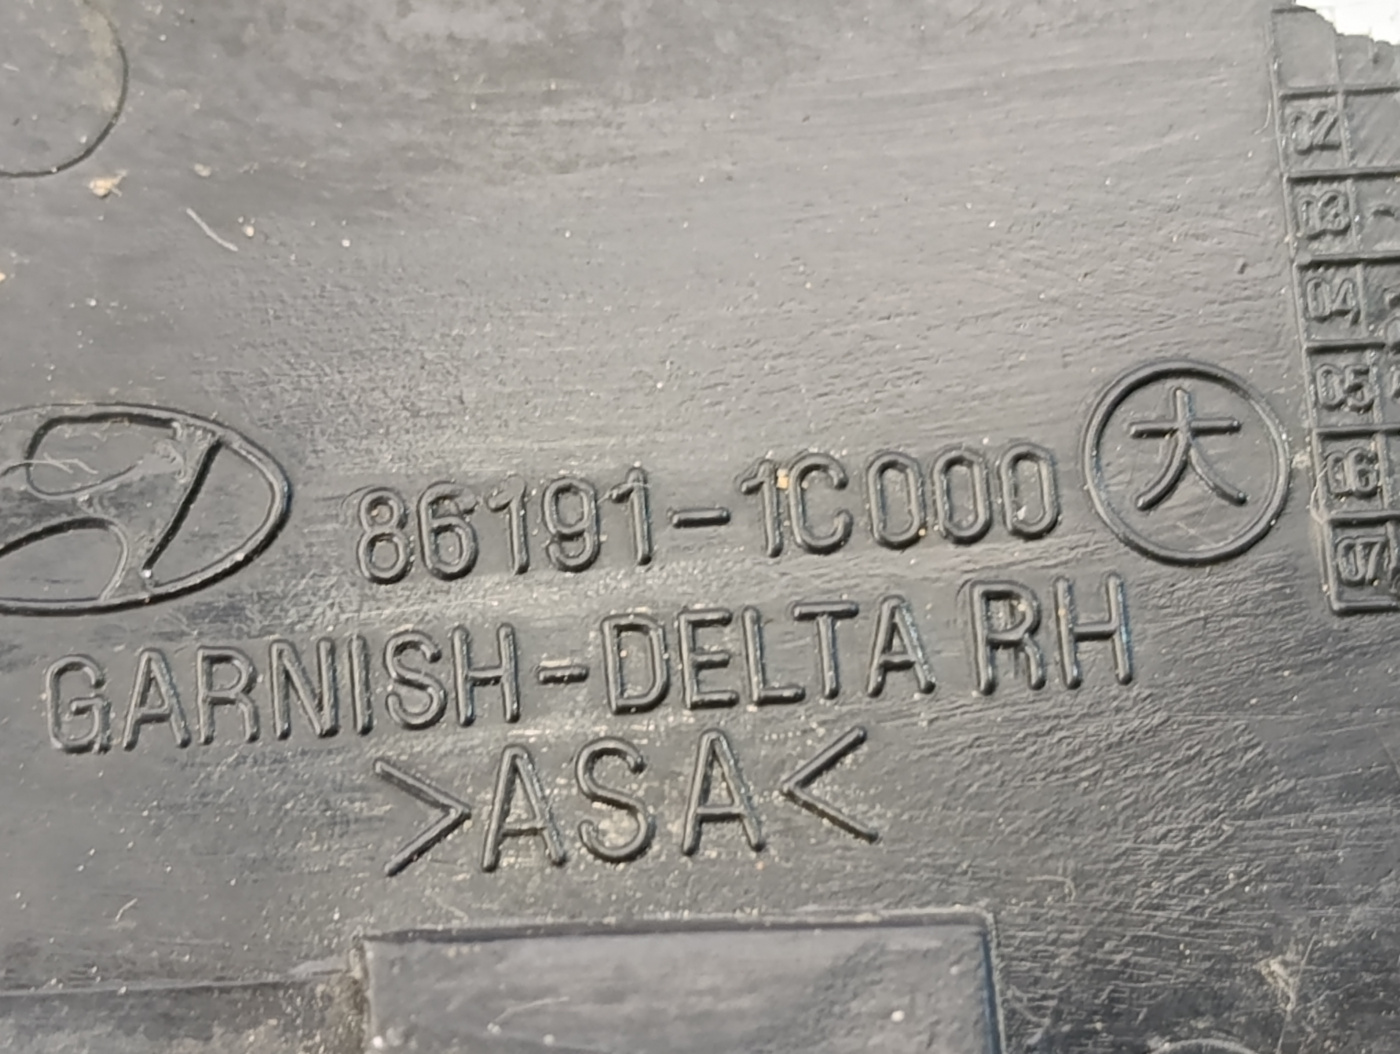 86191-1C000 大
GARNISH-DELTA RH
>ASA<
02
03
04
05
06
07